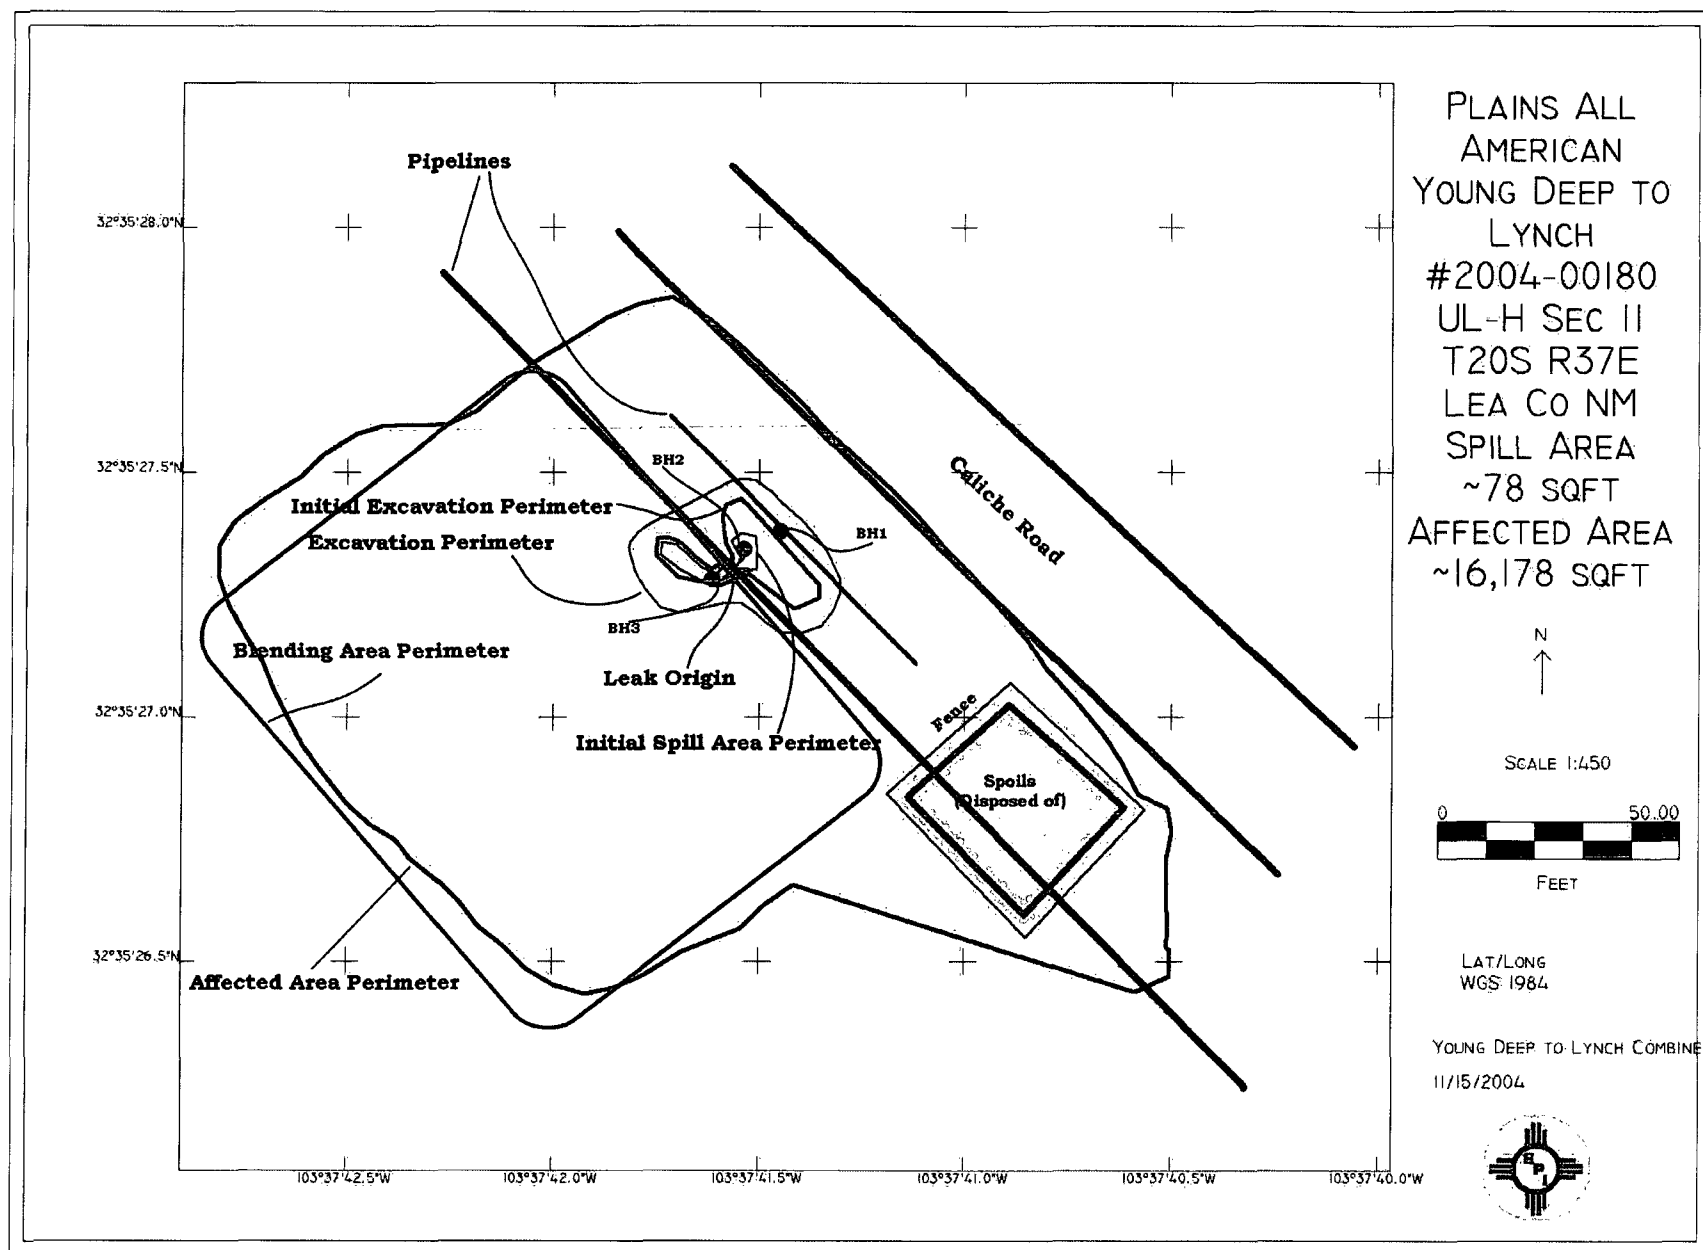 PLAINS ALL
AMERICAN
YOUNG DEEP TO
LYNCH
#2004-00180
UL-H SEC 11
T20S R37E
LEA CO NM
SPILL AREA
~78 SQFT
AFFECTED AREA
~16,178 SQFT
N
SCALE 1:450
0 50.00
FEET
LAT/LONG
WGS 1984
YOUNG DEEP TO LYNCH COMBINE
11/15/2004
H
P
I
Pipelines
32°35'28.0"N
32°35'27.5"N
32°35'27.0"N
32°35'26.5"N
BH2
Initial Excavation Perimeter
Excavation Perimeter
BH1
Caliche Road
BH3
Blending Area Perimeter
Leak Origin
Fence
Initial Spill Area Perimeter
Spoils
(Disposed of)
Affected Area Perimeter
103°37'42.5"W
103°37'42.0"W
103°37'41.5"W
103°37'41.0"W
103°37'40.5"W
103°37'40.0"W